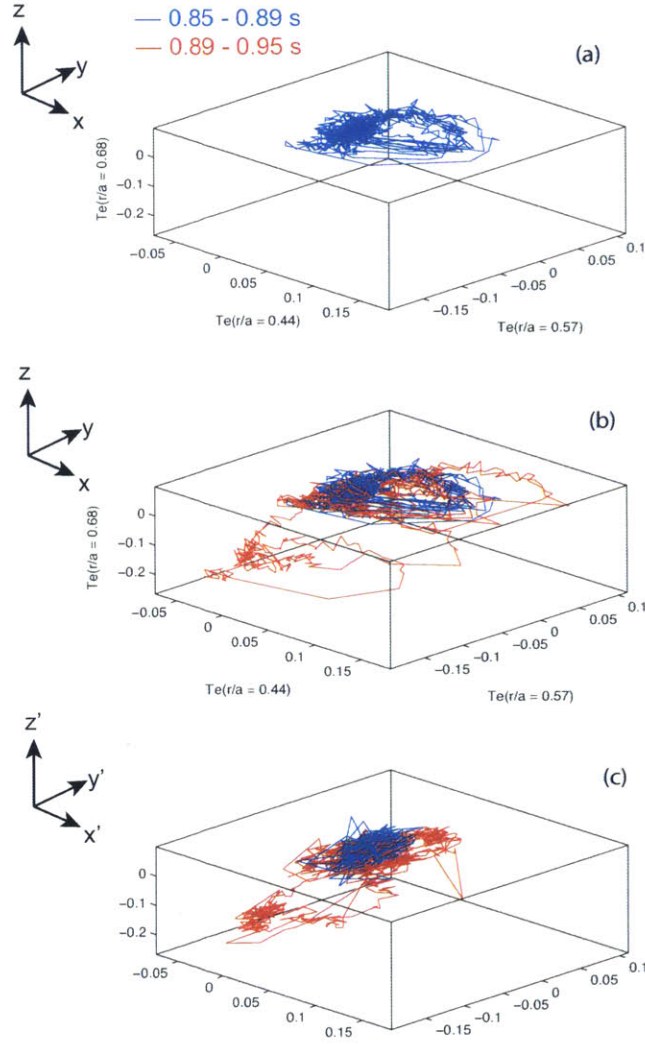 0.85 - 0.89 s
0.89 - 0.95 s
(a)
z
y
x
Te(r/a = 0.68)
0
-0.1
-0.2
-0.05
0
0.05
0.1
0.15
Te(r/a = 0.44)
-0.15
-0.1
-0.05
0
0.05
0.1
Te(r/a = 0.57)
(b)
z
y
x
Te(r/a = 0.68)
0
-0.1
-0.2
-0.05
0
0.05
0.1
0.15
Te(r/a = 0.44)
-0.15
-0.1
-0.05
0
0.05
0.1
Te(r/a = 0.57)
(c)
z'
y'
x'
0
-0.1
-0.2
-0.05
0
0.05
0.1
0.15
-0.15
-0.1
-0.05
0
0.05
0.1